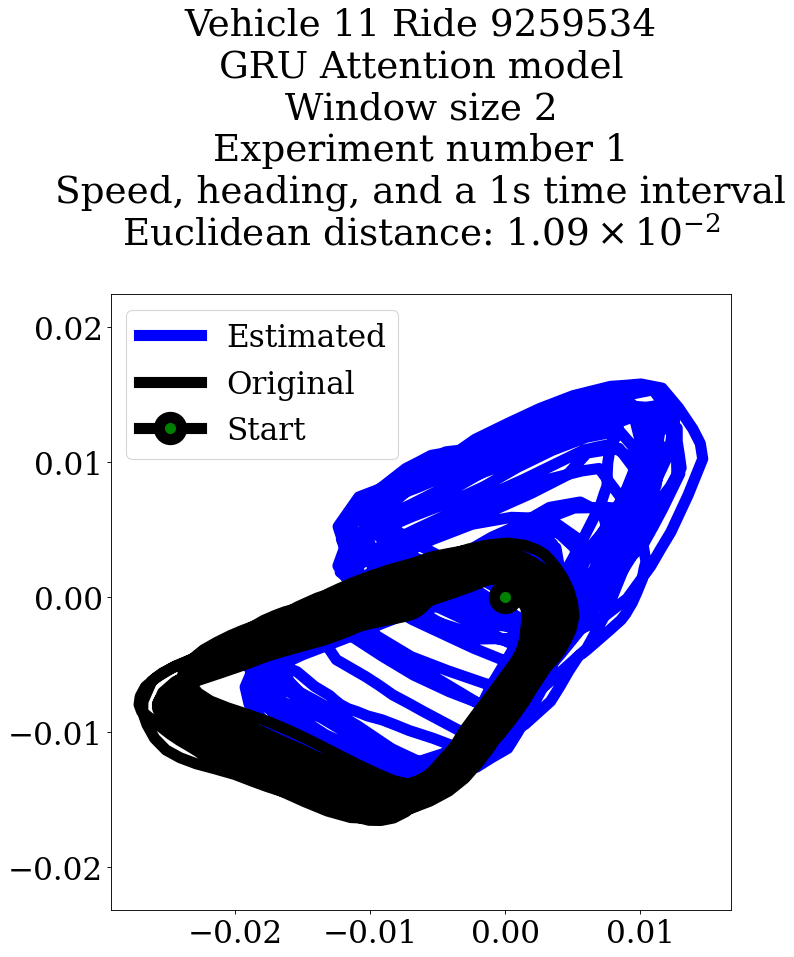 Vehicle 11 Ride 9259534
GRU Attention model
Window size 2
Experiment number 1
Speed, heading, and a 1s time interval
Euclidean distance: 1.09 × 10⁻²
Estimated
Original
Start
0.02
0.01
0.00
−0.01
−0.02
−0.02 −0.01 0.00 0.01